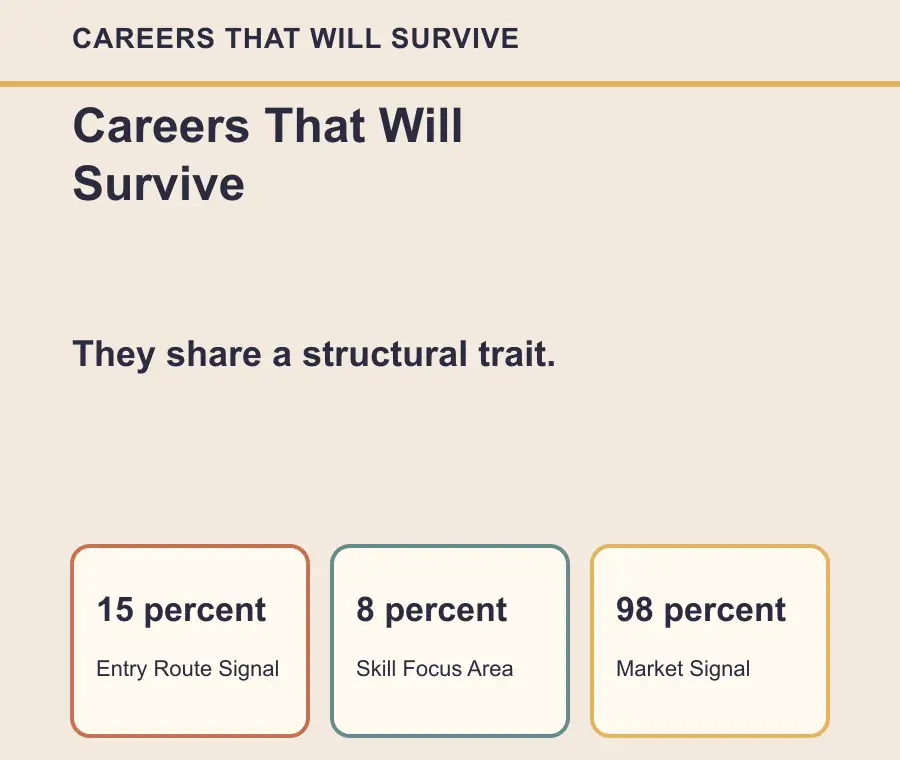 CAREERS THAT WILL SURVIVE
Careers That Will
Survive
They share a structural trait.
15 percent
Entry Route Signal
8 percent
Skill Focus Area
98 percent
Market Signal